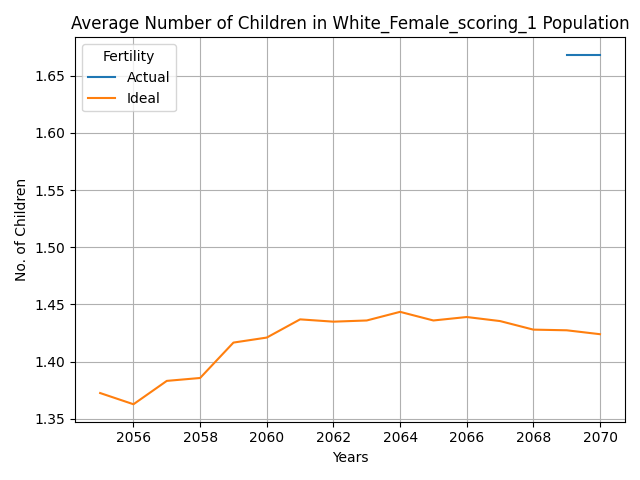 Average Number of Children in White_Female_scoring_1 Population
Fertility
Actual
Ideal
No. of Children
1.65
1.60
1.55
1.50
1.45
1.40
1.35
2056 2058 2060 2062 2064 2066 2068 2070
Years